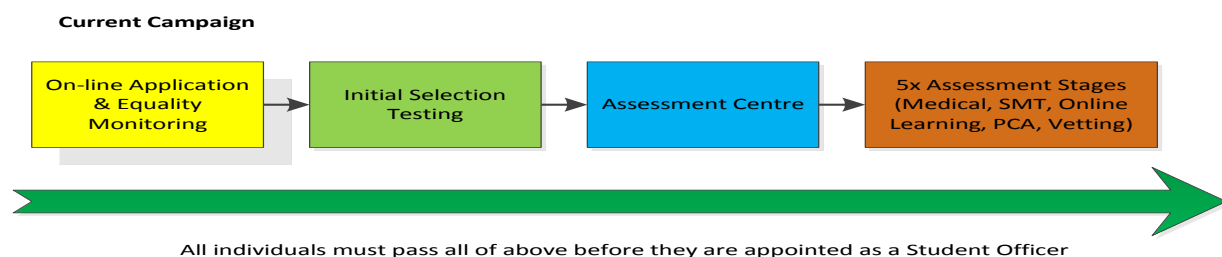 Current Campaign
On-line Application
& Equality
Monitoring
Initial Selection
Testing
Assessment Centre
5x Assessment Stages
(Medical, SMT, Online
Learning, PCA, Vetting)
All individuals must pass all of above before they are appointed as a Student Officer